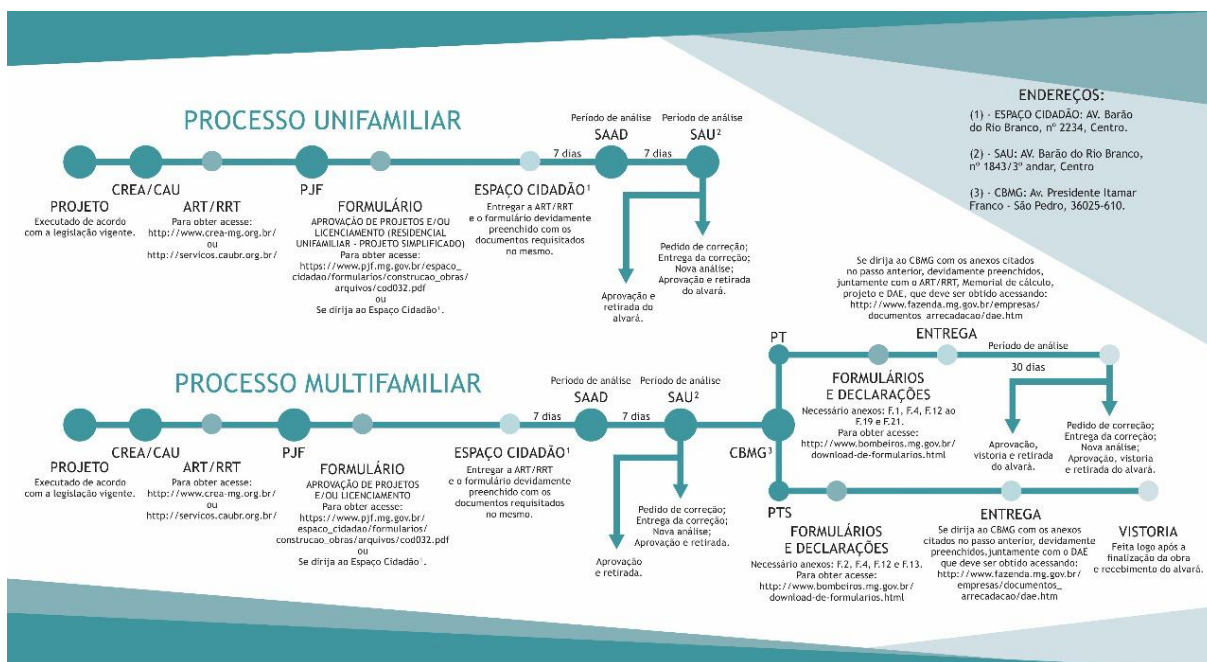 PROCESSO UNIFAMILIAR
PROJETO
Executado de acordo
com a legislação vigente.
CREA/CAU
ART/RRT
Para obter acesse:
http://www.crea-mg.org.br/
ou
http://servicos.caubr.org.br/
PJF
FORMULÁRIO
APROVAÇÃO DE PROJETOS E/OU
LICENCIAMENTO (RESIDENCIAL
UNIFAMILIAR - PROJETO SIMPLIFICADO)
Para obter acesse:
https://www.pjf.mg.gov.br/espaco_
cidadao/formularios/construcao_obras/
arquivos/cod032.pdf
ou
Se dirija ao Espaço Cidadão¹.
ESPAÇO CIDADÃO¹
Entregar a ART/RRT
e o formulário devidamente
preenchido com os
documentos requisitados
no mesmo.
7 dias
Período de análise
SAAD
7 dias
Período de análise
SAU²
Aprovação e
retirada do
alvará.
Pedido de correção;
Entrega da correção;
Nova análise;
Aprovação e retirada
do alvará.
ENDEREÇOS:
(1) - ESPAÇO CIDADÃO: AV. Barão
do Rio Branco, nº 2234, Centro.
(2) - SAU: AV. Barão do Rio Branco,
nº 1843/3º andar, Centro
(3) - CBMG: Av. Presidente Itamar
Franco - São Pedro, 36025-610.
PROCESSO MULTIFAMILIAR
PROJETO
Executado de acordo
com a legislação vigente.
CREA/CAU
ART/RRT
Para obter acesse:
http://www.crea-mg.org.br/
ou
http://servicos.caubr.org.br/
PJF
FORMULÁRIO
APROVAÇÃO DE PROJETOS
E/OU LICENCIAMENTO
Para obter acesse:
https://www.pjf.mg.gov.br/
espaco_cidadao/formularios/
construcao_obras/arquivos/cod032.pdf
ou
Se dirija ao Espaço Cidadão¹.
ESPAÇO CIDADÃO¹
Entregar a ART/RRT
e o formulário devidamente
preenchido com os
documentos requisitados
no mesmo.
7 dias
Período de análise
SAAD
7 dias
Período de análise
SAU²
Aprovação
e retirada.
Pedido de correção;
Entrega da correção;
Nova análise;
Aprovação e retirada.
CBMG³
PT
FORMULÁRIOS
E DECLARAÇÕES
Necessário anexos: F.1, F.4, F.12 ao
F.19 e F.21.
Para obter acesse:
http://www.bombeiros.mg.gov.br/
download-de-formularios.html
Se dirija ao CBMG com os anexos citados
no passo anterior, devidamente preenchidos,
juntamente com o ART/RRT, Memorial de cálculo,
projeto e DAE, que deve ser obtido acessando:
http://www.fazenda.mg.gov.br/empresas/
documentos_arrecadacao/dae.htm
ENTREGA
Período de análise
30 dias
Aprovação,
vistoria e retirada
do alvará.
Pedido de correção;
Entrega da correção;
Nova análise;
Aprovação, vistoria
e retirada do alvará.
PTS
FORMULÁRIOS
E DECLARAÇÕES
Necessário anexos: F.2, F.4, F.12 e F.13.
Para obter acesse:
http://www.bombeiros.mg.gov.br/
download-de-formularios.html
ENTREGA
Se dirija ao CBMG com os anexos
citados no passo anterior, devidamente
preenchidos,juntamente com o DAE
que deve ser obtido acessando:
http://www.fazenda.mg.gov.br/
empresas/documentos_
arrecadacao/dae.htm
VISTORIA
Feita logo após a
finalização da obra
e recebimento do alvará.